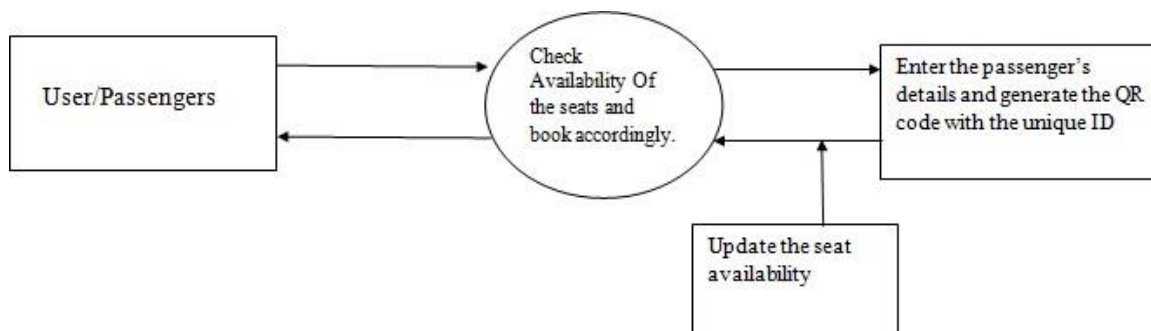 User/Passengers
Check
Availability Of
the seats and
book accordingly.
Enter the passenger’s
details and generate the QR
code with the unique ID
Update the seat
availability